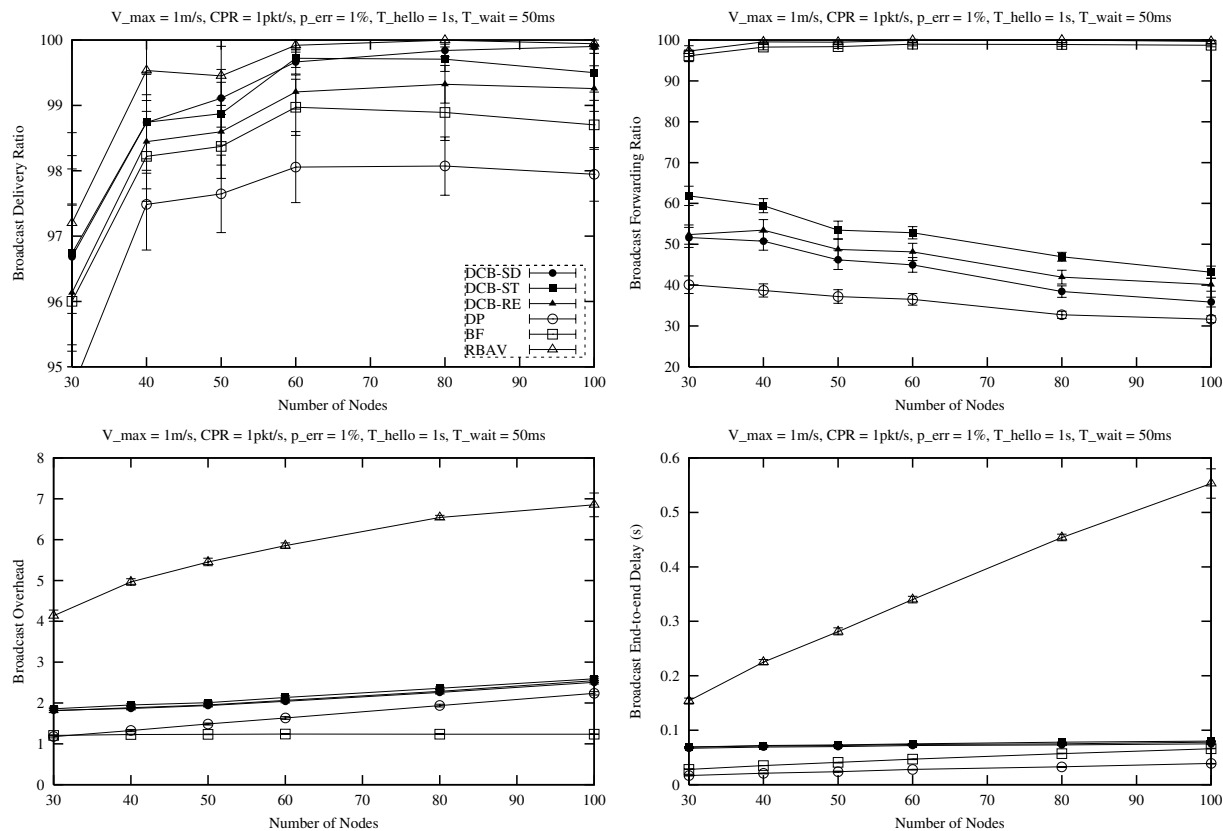 V_max = 1m/s, CPR = 1pkt/s, p_err = 1%, T_hello = 1s, T_wait = 50ms
100
99
98
97
96
95
Broadcast Delivery Ratio
DCB-SD
DCB-ST
DCB-RE
DP
BF
RBAV
30 40 50 60 70 80 90 100
Number of Nodes
V_max = 1m/s, CPR = 1pkt/s, p_err = 1%, T_hello = 1s, T_wait = 50ms
100
90
80
70
60
50
40
30
20
Broadcast Forwarding Ratio
30 40 50 60 70 80 90 100
Number of Nodes
V_max = 1m/s, CPR = 1pkt/s, p_err = 1%, T_hello = 1s, T_wait = 50ms
8
7
6
5
4
3
2
1
0
Broadcast Overhead
30 40 50 60 70 80 90 100
Number of Nodes
V_max = 1m/s, CPR = 1pkt/s, p_err = 1%, T_hello = 1s, T_wait = 50ms
0.6
0.5
0.4
0.3
0.2
0.1
0
Broadcast End-to-end Delay (s)
30 40 50 60 70 80 90 100
Number of Nodes